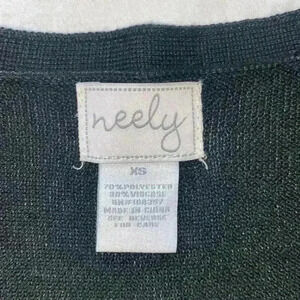 neely
XS
70% POLYESTER
30% VISCOSE
MADE IN CHINA
SEE REVERSE
FOR CARE